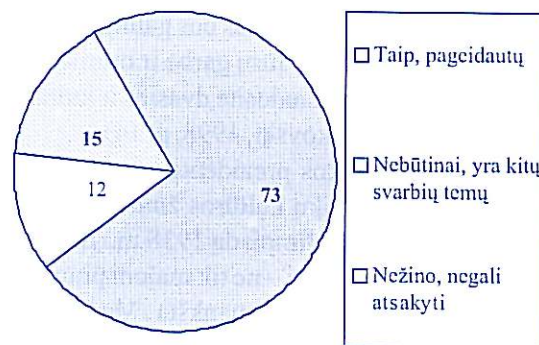 15
12
73
Taip, pageidautų
Nebūtinai, yra kitų
svarbių temų
Nežino, negali
atsakyti